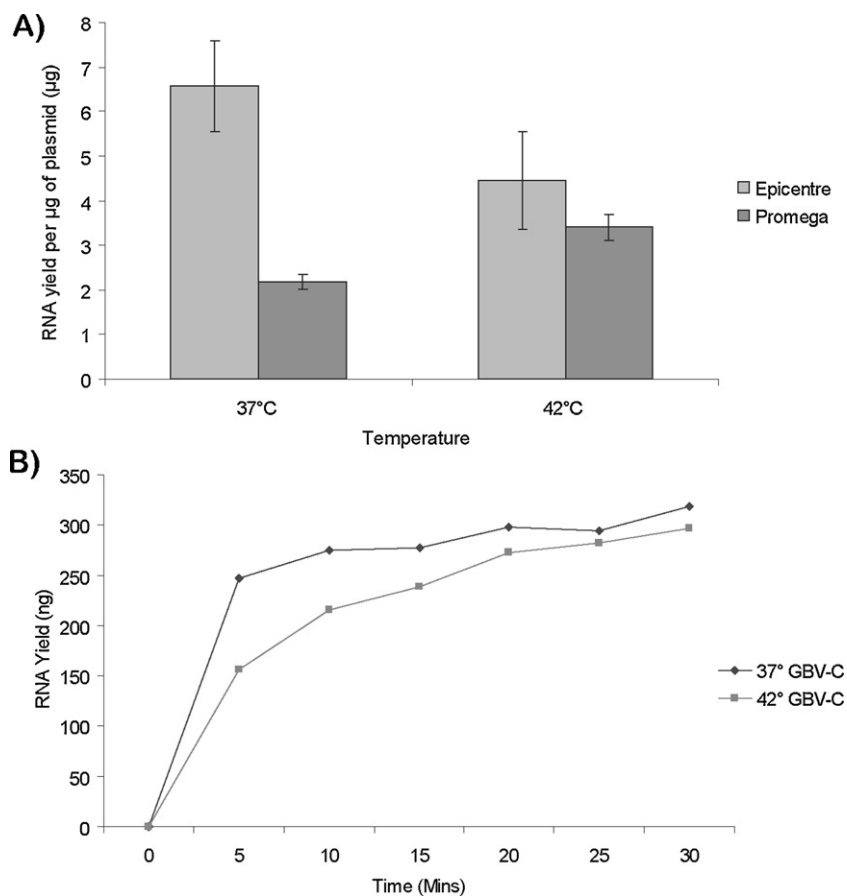 A)
RNA yield per µg of plasmid (µg)
8
7
6
5
4
3
2
1
0
37°C
42°C
Temperature
Epicentre
Promega
B)
RNA Yield (ng)
350
300
250
200
150
100
50
0
0 5 10 15 20 25 30
Time (Mins)
37° GBV-C
42° GBV-C